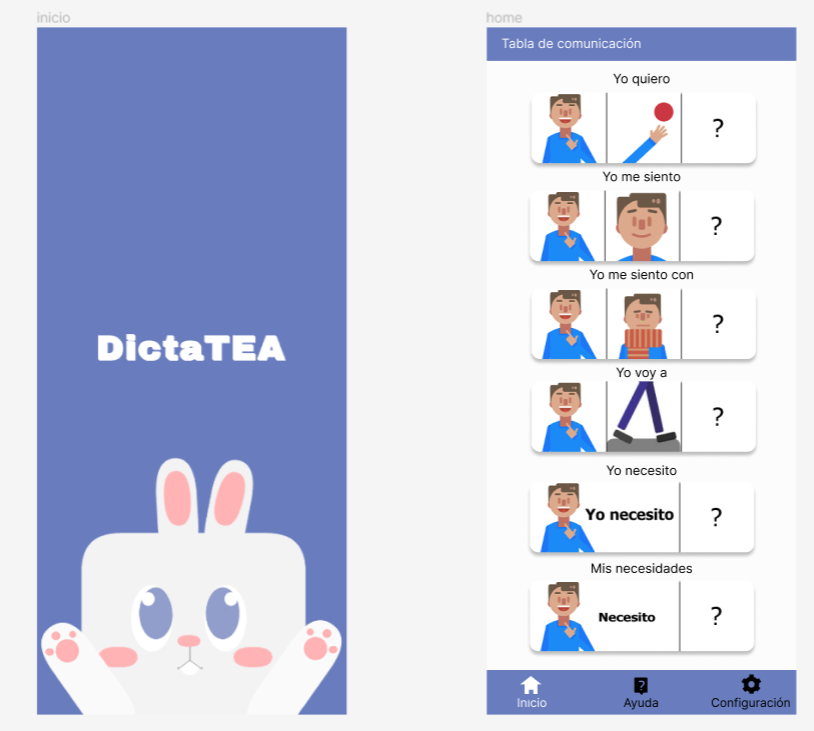 inicio
DictaTEA
home
Tabla de comunicación
Yo quiero
?
Yo me siento
?
Yo me siento con
?
Yo voy a
?
Yo necesito
Yo necesito
?
Mis necesidades
Necesito
?
?
Inicio
Ayuda
Configuración